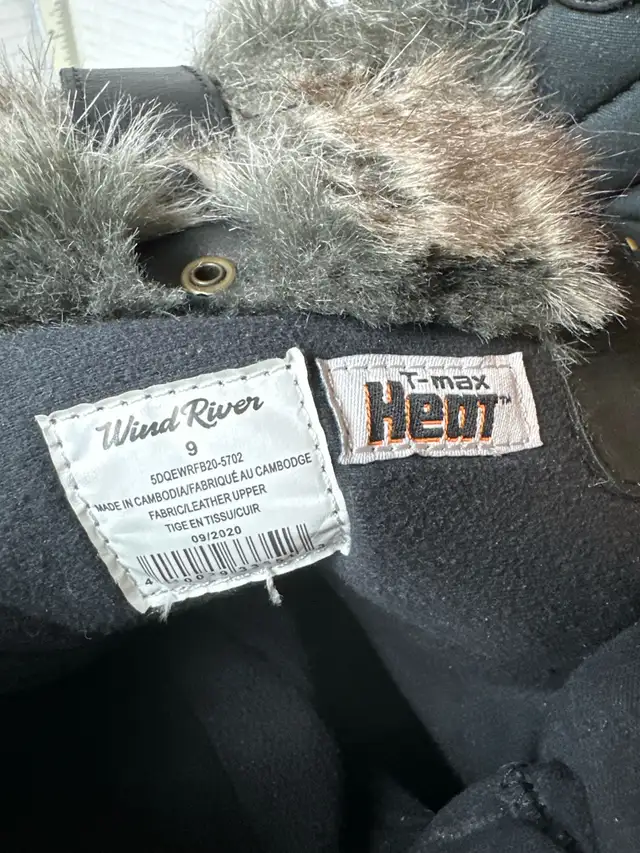 Wind River
9
5DQEWRFB20-5702
MADE IN CAMBODIA/FABRIQUÉ AU CAMBODGE
FABRIC/LEATHER UPPER
TIGE EN TISSU/CUIR
09/2020
T-max
Heat™